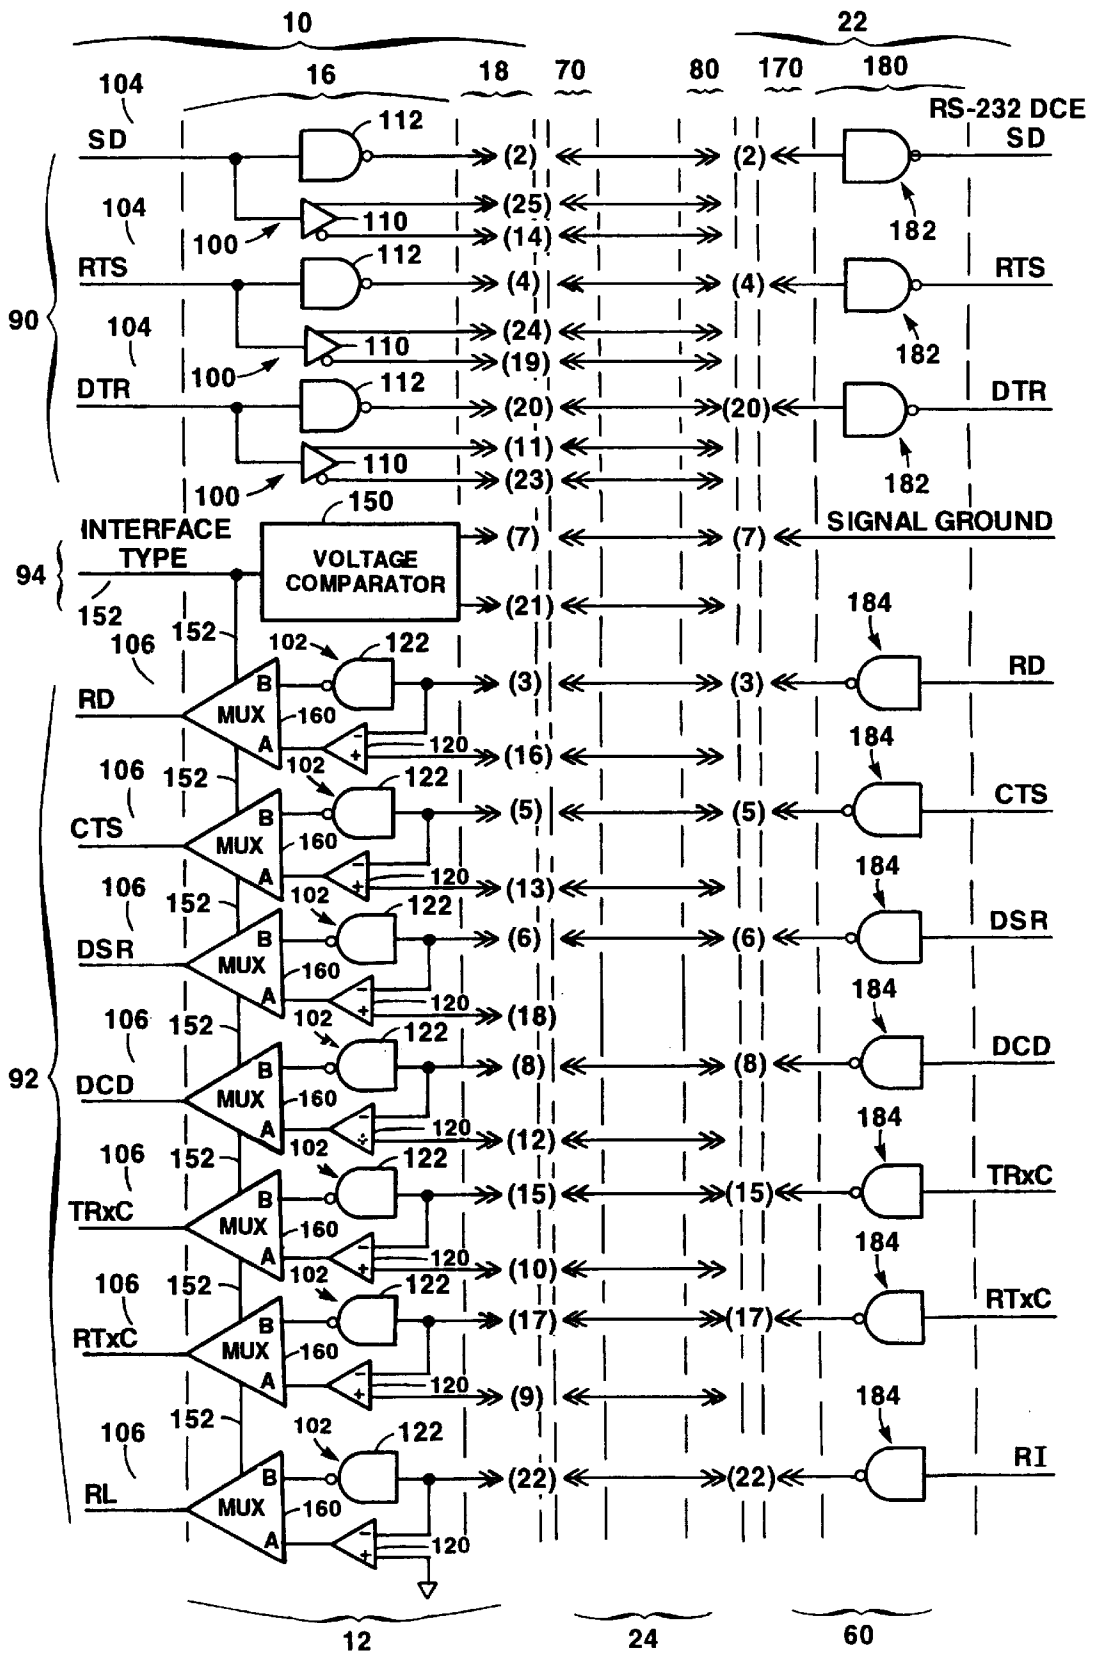 10 22
16 18 70 80 170 180
104 112 RS-232 DCE
SD (2) (2) SD
(25)
104 100 110 (14) 182
112
RTS (4) (4) RTS
(24)
90 104 100 110 (19) 182
112
DTR (20) (20) DTR
(11)
110
100 (23) 182
150
INTERFACE TYPE VOLTAGE COMPARATOR (7) (7) SIGNAL GROUND
94
152 (21) 184
106 152 102 122
RD B MUX A 160 (3) (3) RD
120 (16) 184
106 152 102 122
CTS B MUX A 160 (5) (5) CTS
120 (13) 184
106 152 102 122
DSR B MUX A 160 (6) (6) DSR
120 (18) 184
106 152 102 122
92 DCD B MUX A 160 (8) (8) DCD
120 (12) 184
106 152 102 122
TRxC B MUX A 160 (15) (15) TRxC
120 (10) 184
106 152 102 122
RTxC B MUX A 160 (17) (17) RTxC
120 (9) 184
106 152 102 122
RL B MUX A 160 (22) (22) RI
120
12 24 60